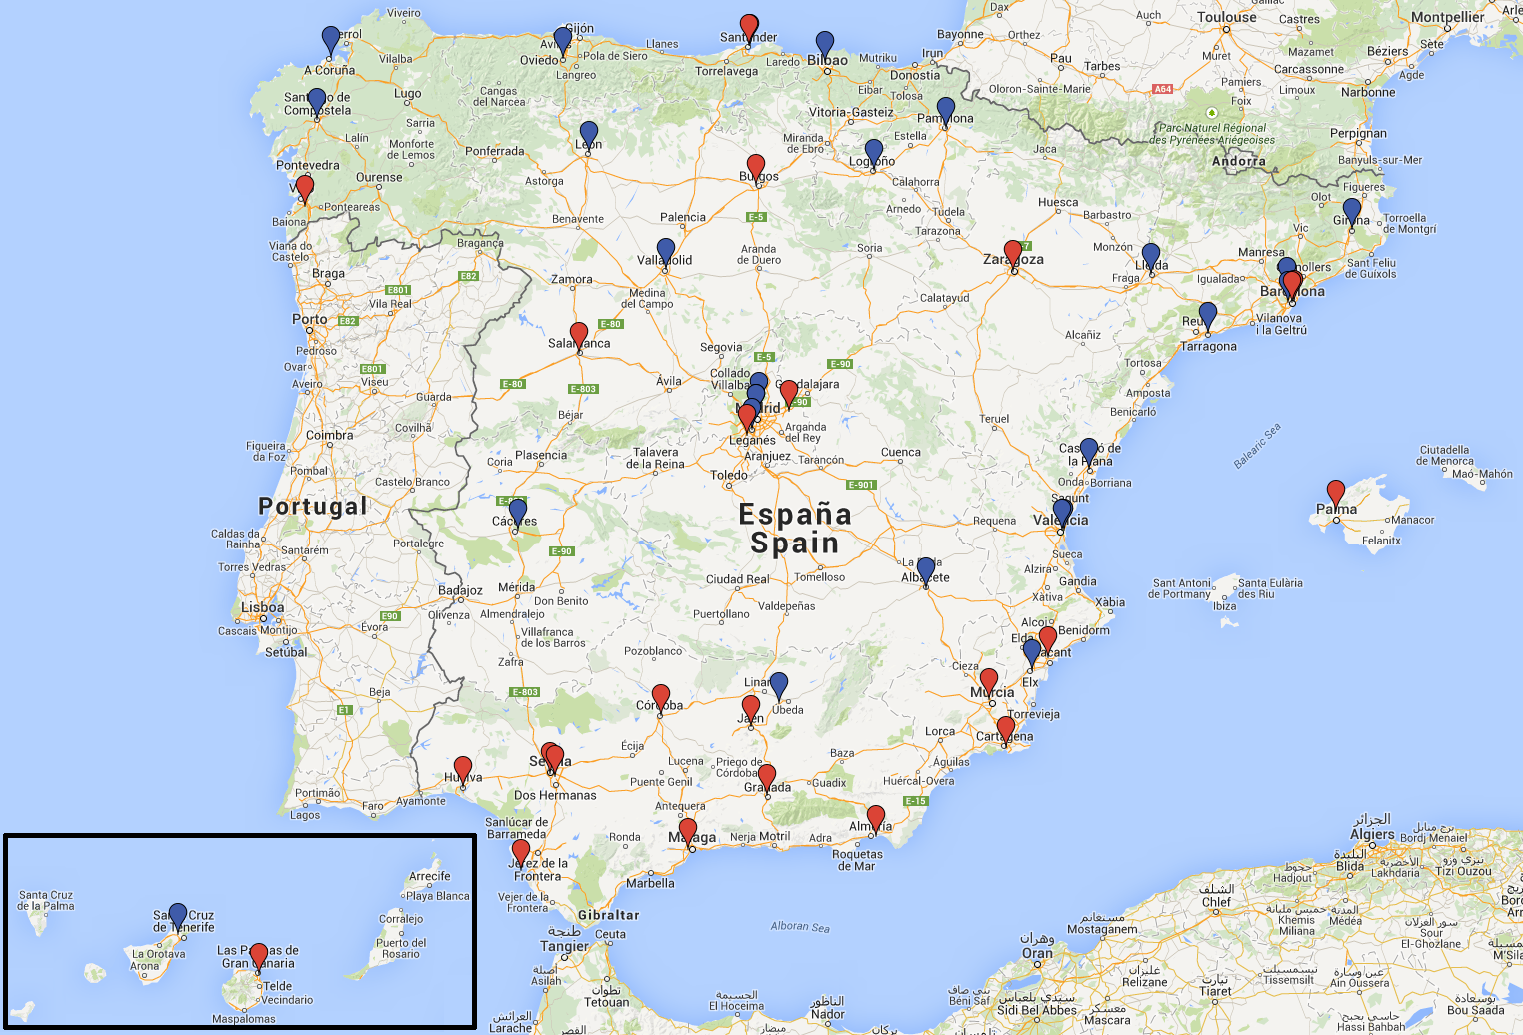 Viveiro
Gijón
Dax
Auch
Toulouse
Castres
Montpellier
Arles
Santander
Llanes
Bayonne
Orthez
Muret
Mazamet
Béziers
Sète
A Coruña
Vilalba
Oviedo
Pola de Siero
Langreo
Torrelavega
Laredo
Bilbao
Mutriku
Irun
Donostia
Pau
Tarbes
Pamiers
Carcassonne
Agde
Limoux
Narbonne
Lugo
Cangas
del Narcea
Eibar
Tolosa
Oloron-Sainte-Marie
A64
Foix
Compostela
Sarria
Vitoria-Gasteiz
Pamplona
Parc Naturel Régional
des Pyrénées Ariégeoises
Perpignan
Lalín
Monforte
de Lemos
Ponferrada
León
Miranda
de Ebro
Estella
Logroño
Jaca
Andorra
Banyuls-sur-Mer
Pontevedra
Ourense
Astorga
Burgos
Calahorra
Figueres
Olot
Ponteareas
Baiona
Benavente
Palencia
E-5
Arnedo
Tudela
Tarazona
Huesca
Barbastro
Girona
Torroella
de Montgrí
Vic
Viana do
Castelo
Bragança
Valladolid
Aranda
de Duero
Soria
Zaragoza
Monzón
Lleida
Manresa
Sant Feliu
de Guíxols
Braga
E82
E801
Vila Real
Zamora
Medina
del Campo
Calatayud
Fraga
Igualada
Barcelona
Porto
E82
E-80
Vilanova
i la Geltrú
Pedroso
Salamanca
Segovia
E-5
E-90
Alcañiz
Tarragona
Ovar
Aveiro
E801
Viseu
Guarda
E-80
E-803
Ávila
Collado
Villalba
Guadalajara
Tortosa
Amposta
Benicarló
Béjar
Madrid
E-90
Teruel
Figueira
da Foz
Coimbra
Covilhã
Leganés
Arganda
del Rey
Balearic Sea
Plasencia
Coria
Talavera
de la Reina
Aranjuez
Tarancón
Cuenca
Castelló de
la Plana
Ciutadella
de Menorca
Maó-Mahón
Pombal
Castelo Branco
Toledo
E-901
Onda
Borriana
Portugal
España
Spain
Sagunt
Palma
Manacor
Felanitx
Caldas da
Rainha
Cáceres
Requena
Valencia
Santarém
Portalegre
E-90
Sueca
Torres Vedras
Mérida
Ciudad Real
Tomelloso
Albacete
Alzira
Gandia
Sant Antoni
de Portmany
Santa Eulària
des Riu
Ibiza
Badajoz
Don Benito
Valdepeñas
Xàtiva
Xàbia
Lisboa
E90
Olivenza
Almendralejo
Puertollano
Alcoi
Cascais
Montijo
Évora
Villafranca
de los Barros
Elda
Benidorm
Setúbal
Zafra
Pozoblanco
Cieza
Elx
Beja
E-803
Córdoba
Úbeda
Murcia
Torrevieja
E1
Jaén
Cartagena
Écija
Lorca
Baza
Águilas
Lucena
Priego de
Córdoba
Guadix
Huércal-Overa
Huelva
Puente Genil
Granada
Portimão
Faro
Ayamonte
Dos Hermanas
Antequera
E-15
Lagos
Sanlúcar de
Barrameda
Ronda
Málaga
Nerja
Motril
Adra
Almería
Roquetas
de Mar
Jerez de la
Frontera
Marbella
الجزائر
Algiers
Bordj Menaiel
البليدة
Blida
Lakhdaria
Tizi Ouzou
Hadjout
Arrecife
Playa Blanca
Santa Cruz
de la Palma
Vejer de la
Frontera
Gibraltar
Alboran Sea
الشلف
Chlef
Khemis
Miliana
Médéa
Sour
El-Ghozlane
Santa Cruz
de Tenerife
Corralejo
Puerto del
Rosario
La Orotava
Arona
Las Palmas de
Gran Canaria
Telde
Vecindario
Maspalomas
طنجة
Tangier
Ceuta
Mostaganem
وهران
Oran
Asilah
تطوان
Tetouan
El Hoceima
Nador
Béni Saf
Sidi Bel Abbes
Relizane
Tiaret
Tissemsilt
Ain Oussera
M'Sila
Bou Saada
Mascara
Hassi Bahbah
Larache